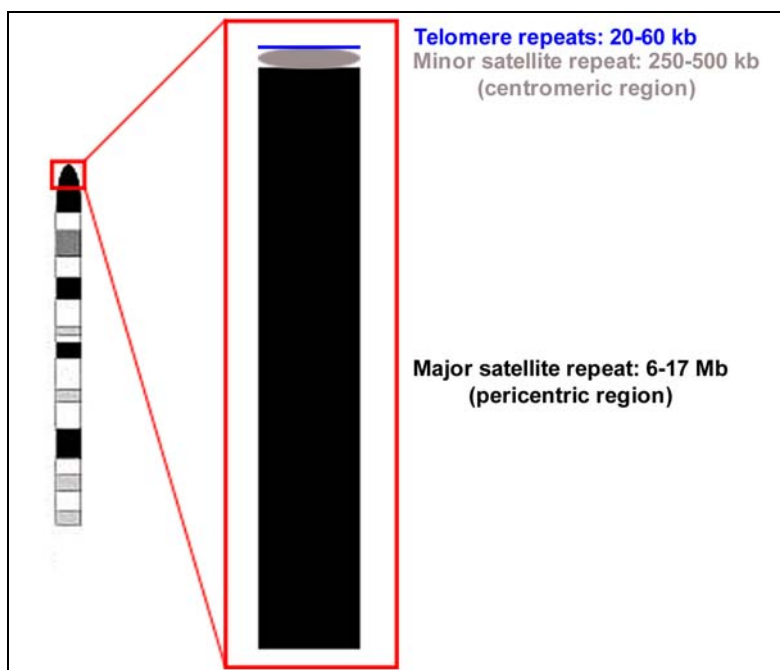 Telomere repeats: 20-60 kb
Minor satellite repeat: 250-500 kb
(centromeric region)
Major satellite repeat: 6-17 Mb
(pericentric region)